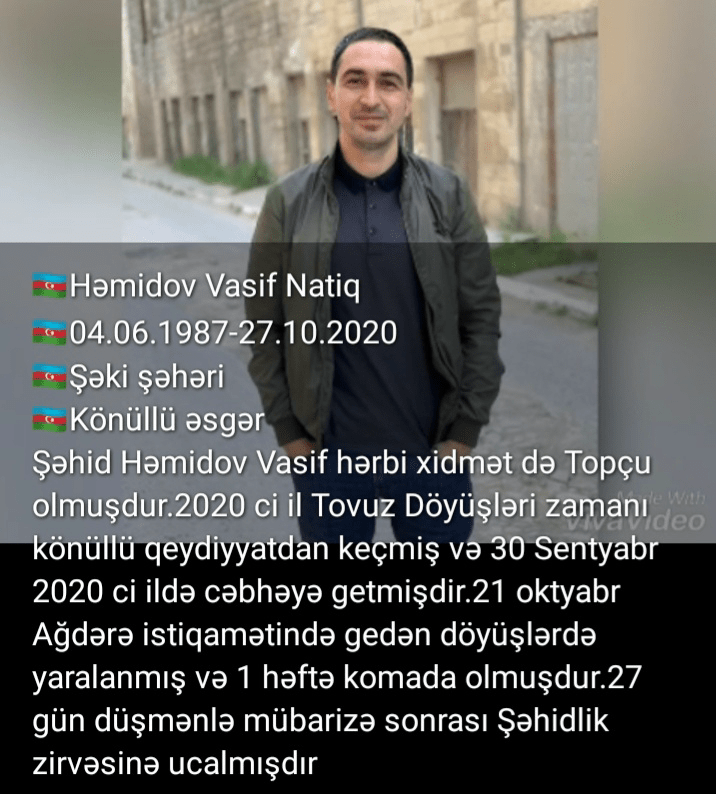 🇦🇿Həmidov Vasif Natiq
🇦🇿04.06.1987-27.10.2020
🇦🇿Şəki şəhəri
🇦🇿Könüllü əsgər
Şəhid Həmidov Vasif hərbi xidmət də Topçu
olmuşdur.2020 ci il Tovuz Döyüşləri zamanı
könüllü qeydiyyatdan keçmiş və 30 Sentyabr
2020 ci ildə cəbhəyə getmişdir.21 oktyabr
Ağdərə istiqamətində gedən döyüşlərdə
yaralanmış və 1 həftə komada olmuşdur.27
gün düşmənlə mübarizə sonrası Şəhidlik
zirvəsinə ucalmışdır
Made With
VivaVideo